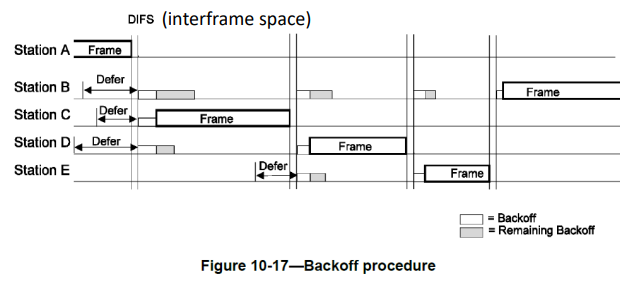 DIFS (interframe space)
Station A Frame
Station B Defer Frame
Station C Defer Frame
Station D Defer Frame
Station E Defer Frame
= Backoff
= Remaining Backoff
Figure 10-17—Backoff procedure